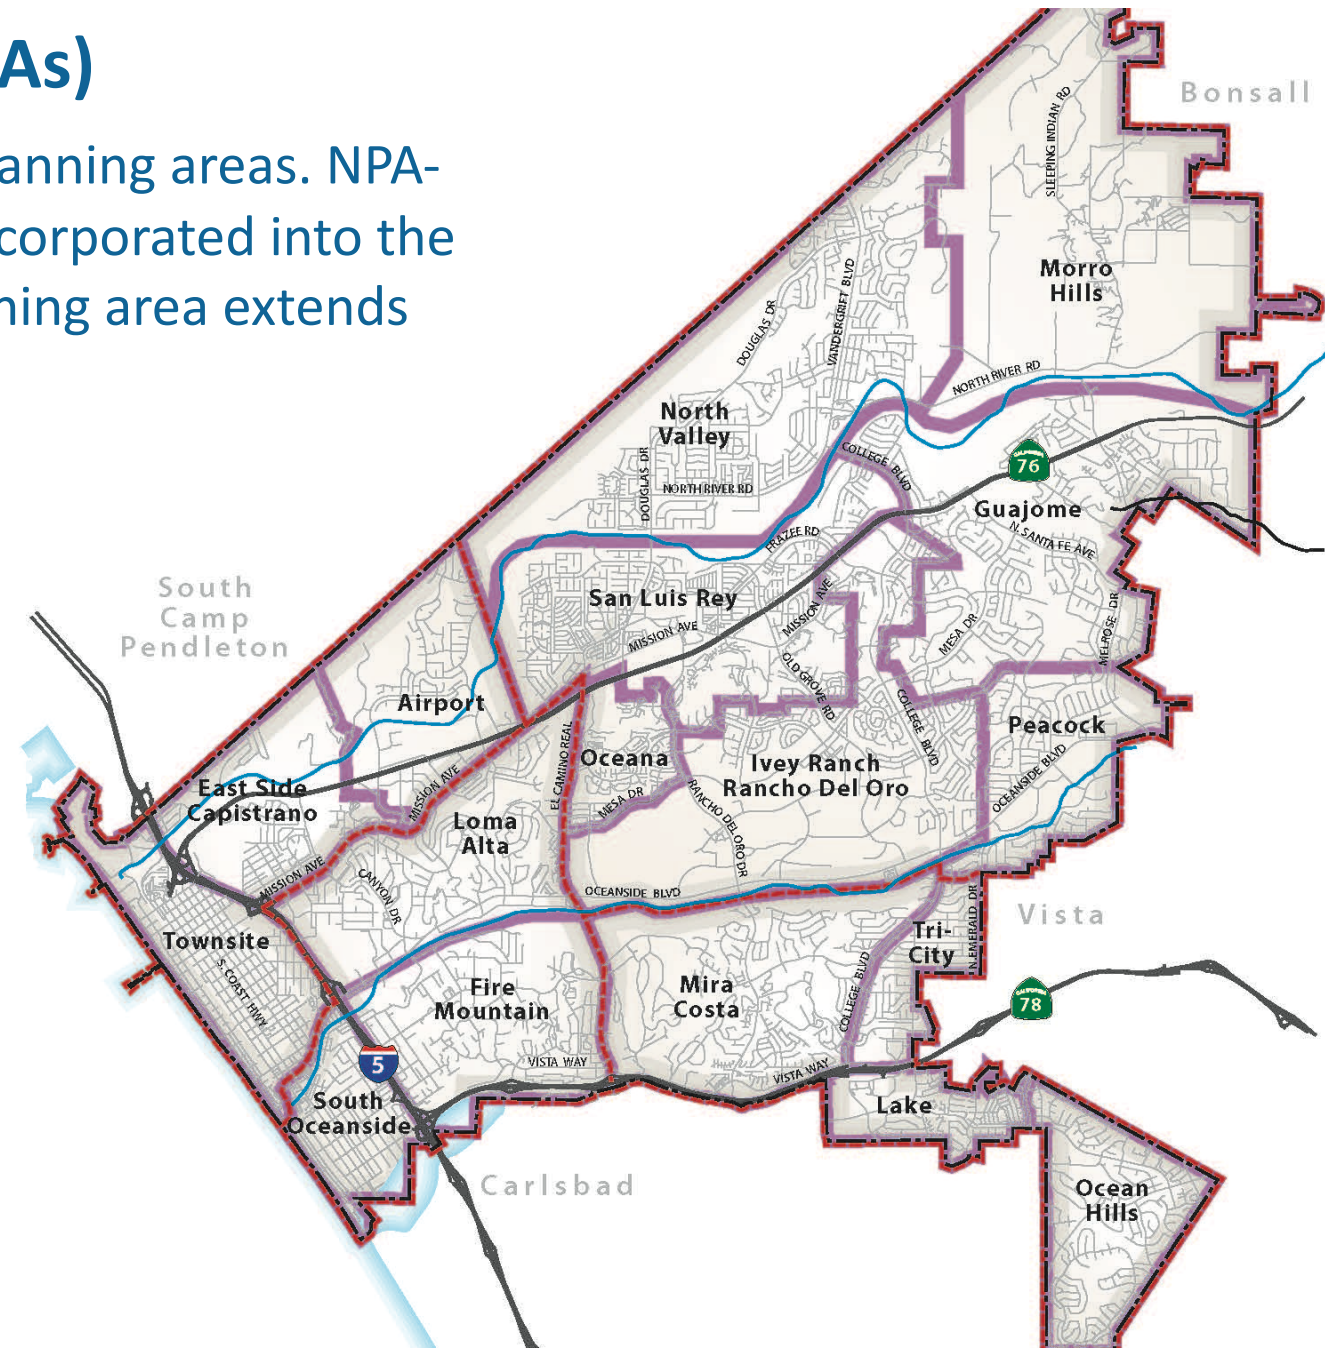 As)
anning areas. NPA-
corporated into the
ning area extends
Bonsall
SLEEPING INDIAN RD
Morro
Hills
VANDERGRIFT BLVD
DOUGLAS DR
NORTH RIVER RD
North
Valley
COLLEGE BLVD
CALIFORNIA
76
DOUGLAS DR
NORTH RIVER RD
Guajome
N. SANTA FE AVE
FRAZEE RD
South
Camp
Pendleton
San Luis Rey
MISSION AVE
MISSION AVE
MESA DR
MELROSE DR
OLD GROVE RD
Airport
COLLEGE BLVD
Peacock
EL CAMINO REAL
Oceana
Ivey Ranch
Rancho Del Oro
OCEANSIDE BLVD
East Side
Capistrano
MISSION AVE
MESA DR
RANCHO DEL ORO DR
Loma
Alta
MISSION AVE
CANYON DR
OCEANSIDE BLVD
N EMERALD DR
Vista
Townsite
Tri-
City
S. COAST HWY
Fire
Mountain
Mira
Costa
COLLEGE BLVD
CALIFORNIA
78
5
VISTA WAY
VISTA WAY
South
Oceanside
Lake
Carlsbad
Ocean
Hills